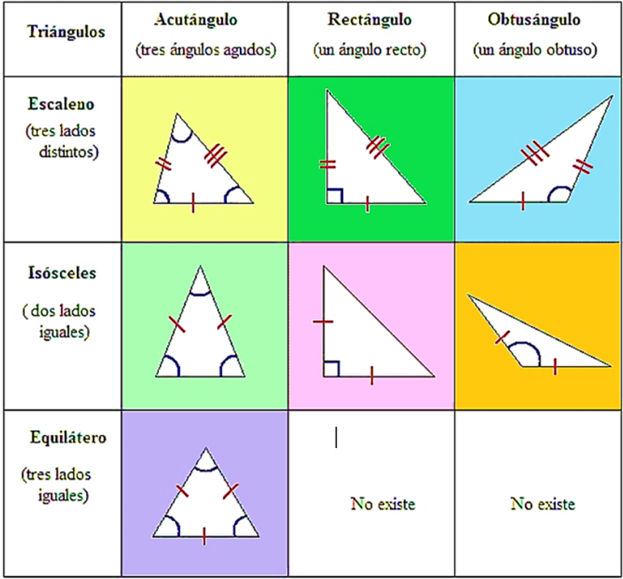 Triángulos
Acutángulo
(tres ángulos agudos)
Rectángulo
(un ángulo recto)
Obtusángulo
(un ángulo obtuso)
Escaleno
(tres lados
distintos)
Isósceles
( dos lados
iguales)
Equilátero
(tres lados
iguales)
No existe
No existe